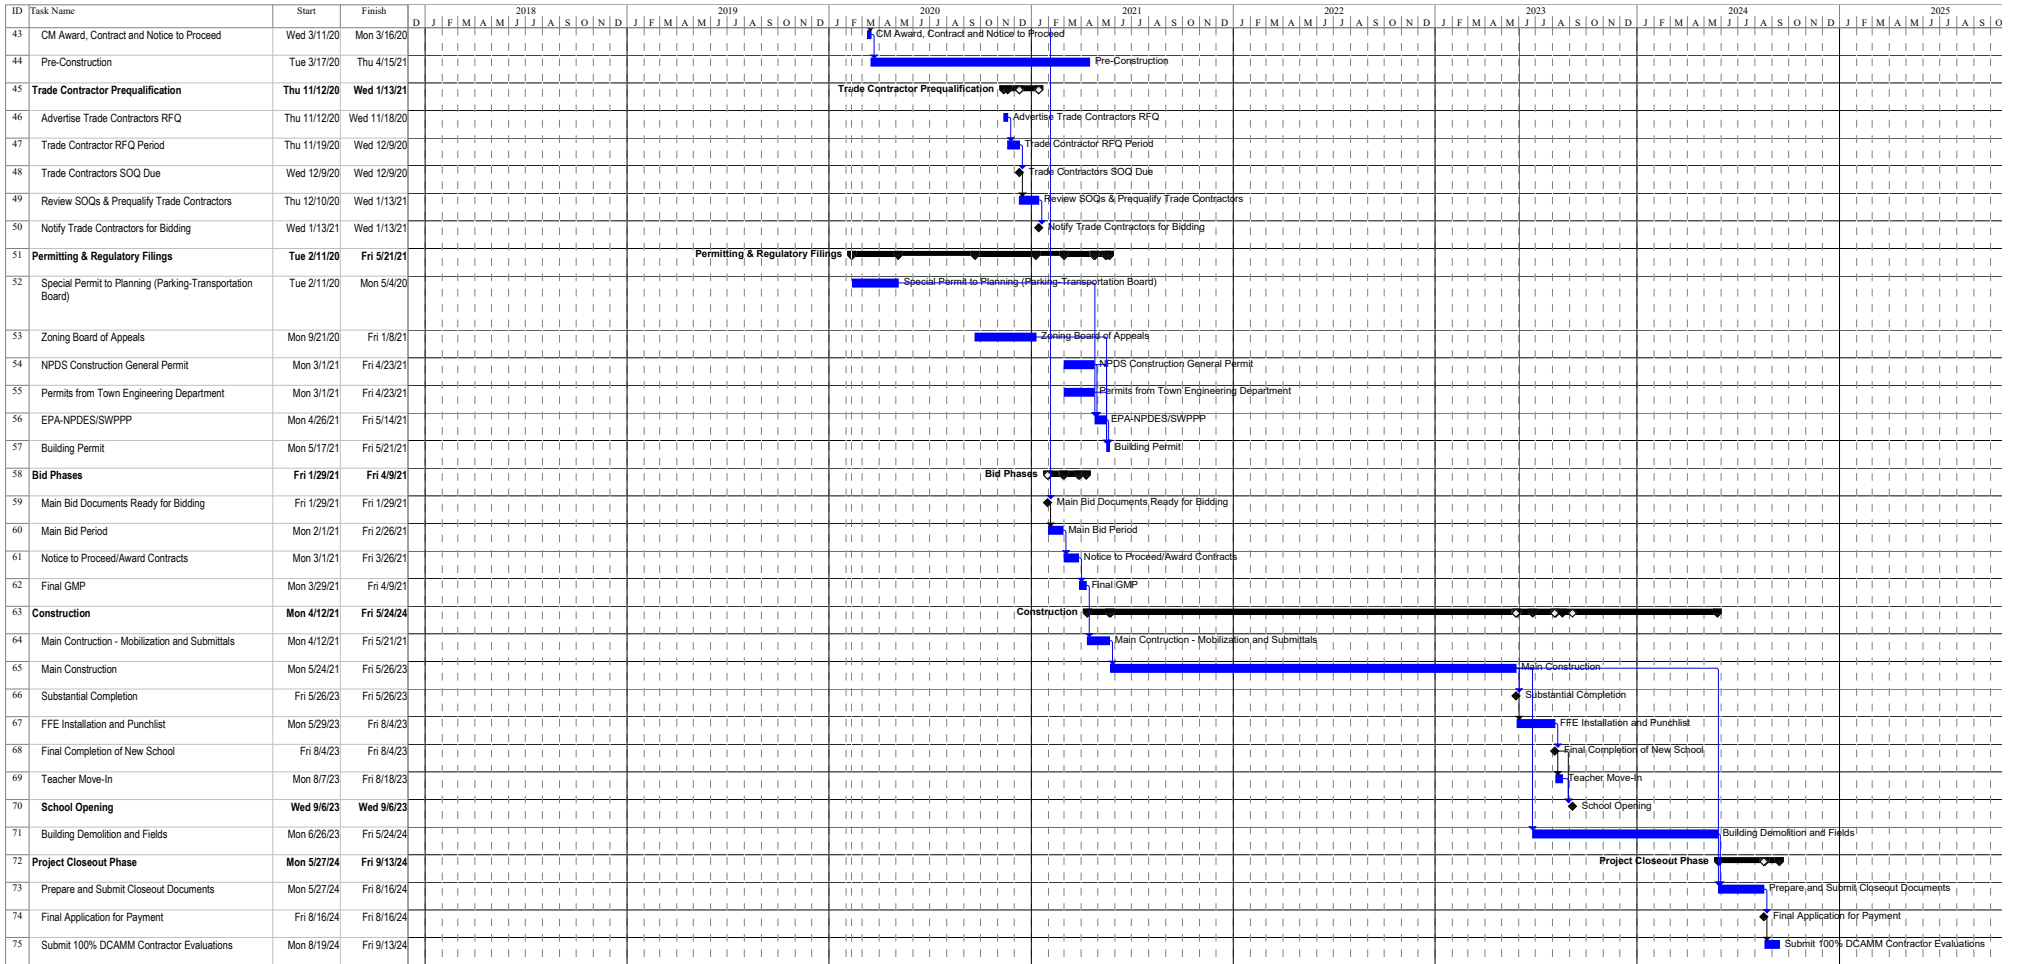 ID Task Name Start Finish 2018 2019 2020 2021 2022 2023 2024 2025
D J F M A M J J A S O N D J F M A M J J A S O N D J F M A M J J A S O N D J F M A M J J A S O N D J F M A M J J A S O N D J F M A M J J A S O N D J F M A M J J A S O N D J F M A M J J A S O
43 CM Award, Contract and Notice to Proceed Wed 3/11/20 Mon 3/16/20 CM Award, Contract and Notice to Proceed
44 Pre-Construction Tue 3/17/20 Thu 4/15/21 Pre-Construction
45 Trade Contractor Prequalification Thu 11/12/20 Wed 1/13/21 Trade Contractor Prequalification
46 Advertise Trade Contractors RFQ Thu 11/12/20 Wed 11/18/20 Advertise Trade Contractors RFQ
47 Trade Contractor RFQ Period Thu 11/19/20 Wed 12/9/20 Trade Contractor RFQ Period
48 Trade Contractors SOQ Due Wed 12/9/20 Wed 12/9/20 Trade Contractors SOQ Due
49 Review SOQs & Prequalify Trade Contractors Thu 12/10/20 Wed 1/13/21 Review SOQs & Prequalify Trade Contractors
50 Notify Trade Contractors for Bidding Wed 1/13/21 Wed 1/13/21 Notify Trade Contractors for Bidding
51 Permitting & Regulatory Filings Tue 2/11/20 Fri 5/21/21 Permitting & Regulatory Filings
52 Special Permit to Planning (Parking-Transportation Tue 2/11/20 Mon 5/4/20 Special Permit to Planning (Parking-Transportation Board)
Board)
53 Zoning Board of Appeals Mon 9/21/20 Fri 1/8/21 Zoning Board of Appeals
54 NPDS Construction General Permit Mon 3/1/21 Fri 4/23/21 NPDS Construction General Permit
55 Permits from Town Engineering Department Mon 3/1/21 Fri 4/23/21 Permits from Town Engineering Department
56 EPA-NPDES/SWPPP Mon 4/26/21 Fri 5/14/21 EPA-NPDES/SWPPP
57 Building Permit Mon 5/17/21 Fri 5/21/21 Building Permit
58 Bid Phases Fri 1/29/21 Fri 4/9/21 Bid Phases
59 Main Bid Documents Ready for Bidding Fri 1/29/21 Fri 1/29/21 Main Bid Documents Ready for Bidding
60 Main Bid Period Mon 2/1/21 Fri 2/26/21 Main Bid Period
61 Notice to Proceed/Award Contracts Mon 3/1/21 Fri 3/26/21 Notice to Proceed/Award Contracts
62 Final GMP Mon 3/29/21 Fri 4/9/21 Final GMP
63 Construction Mon 4/12/21 Fri 5/24/24 Construction
64 Main Contruction - Mobilization and Submittals Mon 4/12/21 Fri 5/21/21 Main Contruction - Mobilization and Submittals
65 Main Construction Mon 5/24/21 Fri 5/26/23 Main Construction
66 Substantial Completion Fri 5/26/23 Fri 5/26/23 Substantial Completion
67 FFE Installation and Punchlist Mon 5/29/23 Fri 8/4/23 FFE Installation and Punchlist
68 Final Completion of New School Fri 8/4/23 Fri 8/4/23 Final Completion of New School
69 Teacher Move-In Mon 8/7/23 Fri 8/18/23 Teacher Move-In
70 School Opening Wed 9/6/23 Wed 9/6/23 School Opening
71 Building Demolition and Fields Mon 6/26/23 Fri 5/24/24 Building Demolition and Fields
72 Project Closeout Phase Mon 5/27/24 Fri 9/13/24 Project Closeout Phase
73 Prepare and Submit Closeout Documents Mon 5/27/24 Fri 8/16/24 Prepare and Submit Closeout Documents
74 Final Application for Payment Fri 8/16/24 Fri 8/16/24 Final Application for Payment
75 Submit 100% DCAMM Contractor Evaluations Mon 8/19/24 Fri 9/13/24 Submit 100% DCAMM Contractor Evaluations